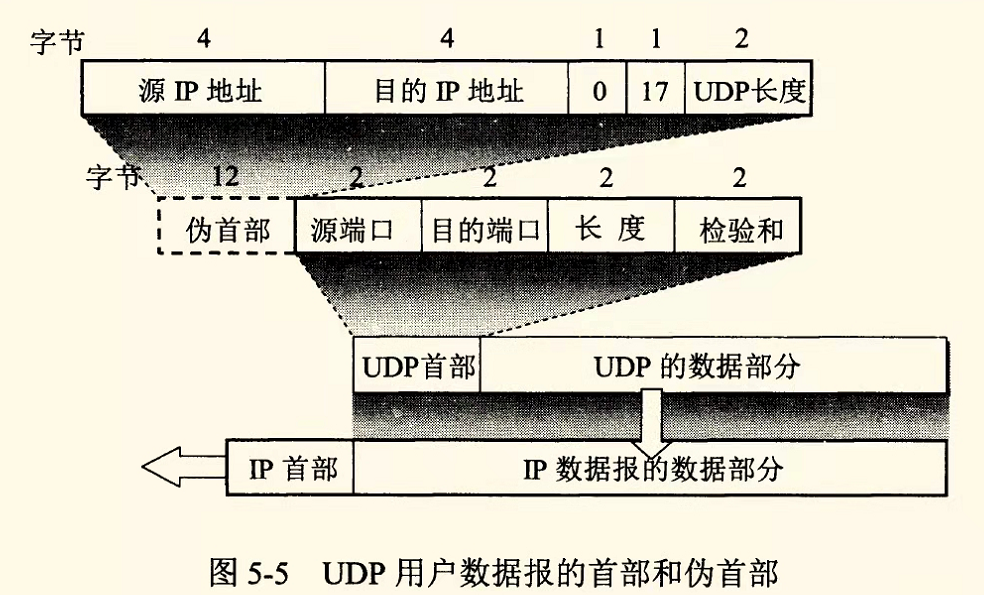 字节 4 4 1 1 2
源 IP 地址 目的 IP 地址 0 17 UDP长度
字节 12 2 2 2 2
伪首部 源端口 目的端口 长 度 检验和
UDP首部 UDP 的数据部分
IP 首部 IP 数据报的数据部分
图 5-5 UDP 用户数据报的首部和伪首部